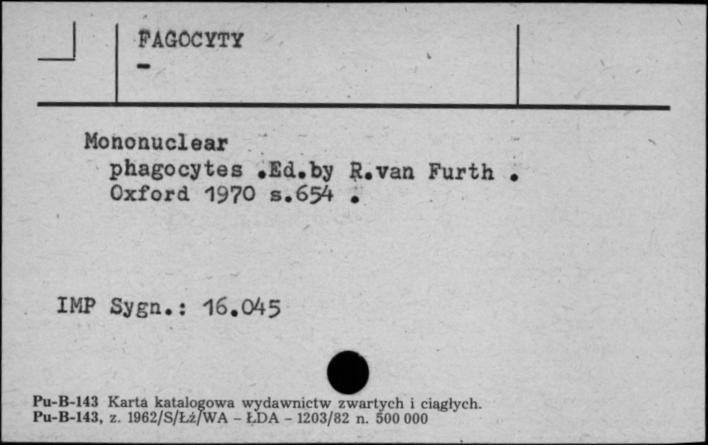 FAGOCYTY
-
Mononuclear
phagocytes .Ed.by R.van Furth .
Oxford 1970 s.654 .
IMP Sygn.: 16.045
Pu-B-143 Karta katalogowa wydawnictw zwartych i ciągłych.
Pu-B-143, z. 1962/S/Łż/WA – ŁDA – 1203/82 n. 500 000